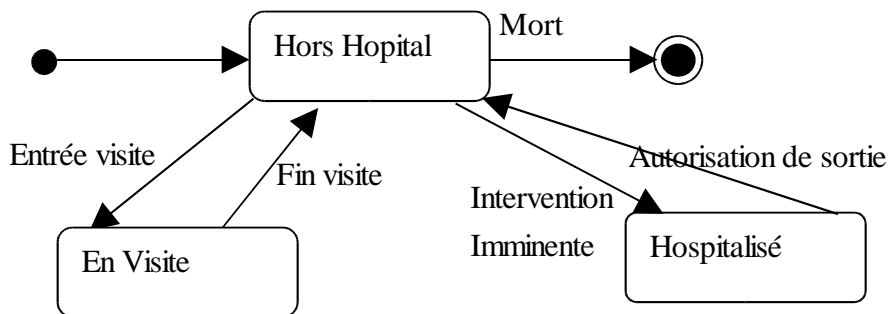 Hors Hopital
Mort
Entrée visite
Fin visite
Autorisation de sortie
Intervention
Imminente
En Visite
Hospitalisé